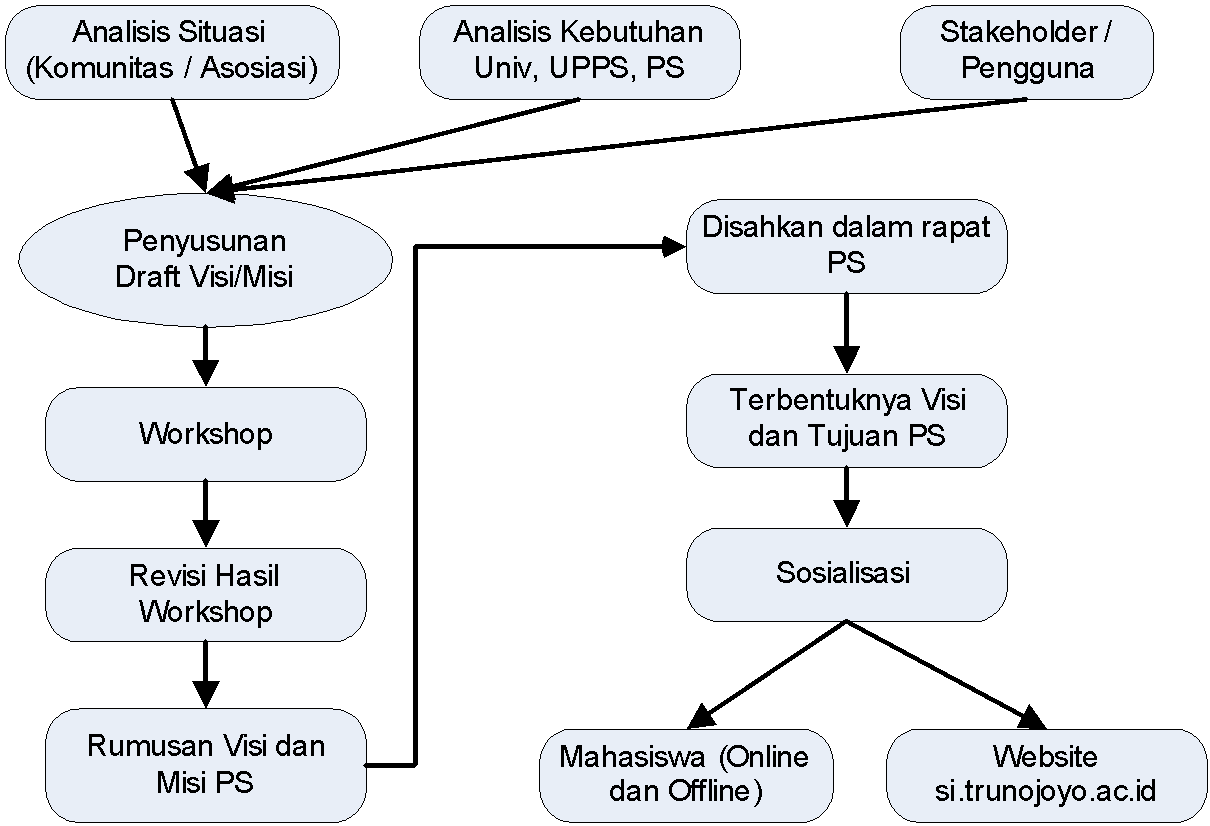 Analisis Situasi
(Komunitas / Asosiasi)
Analisis Kebutuhan
Univ, UPPS, PS
Stakeholder /
Pengguna
Penyusunan
Draft Visi/Misi
Workshop
Revisi Hasil
Workshop
Rumusan Visi dan
Misi PS
Disahkan dalam rapat
PS
Terbentuknya Visi
dan Tujuan PS
Sosialisasi
Mahasiswa (Online
dan Offline)
Website
si.trunojoyo.ac.id